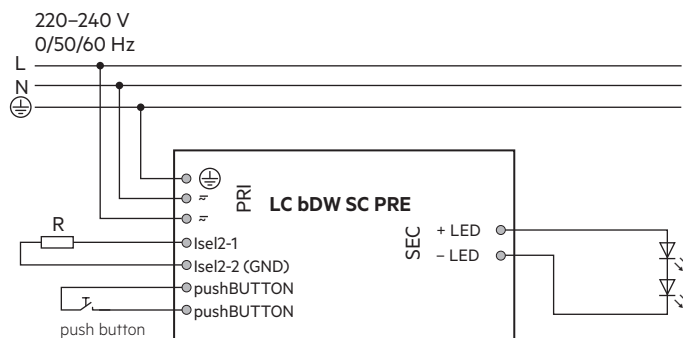 220–240 V
0/50/60 Hz
L
N
PRI
LC bDW SC PRE
R
Isel2-1
Isel2-2 (GND)
pushBUTTON
pushBUTTON
push button
SEC
+ LED
– LED